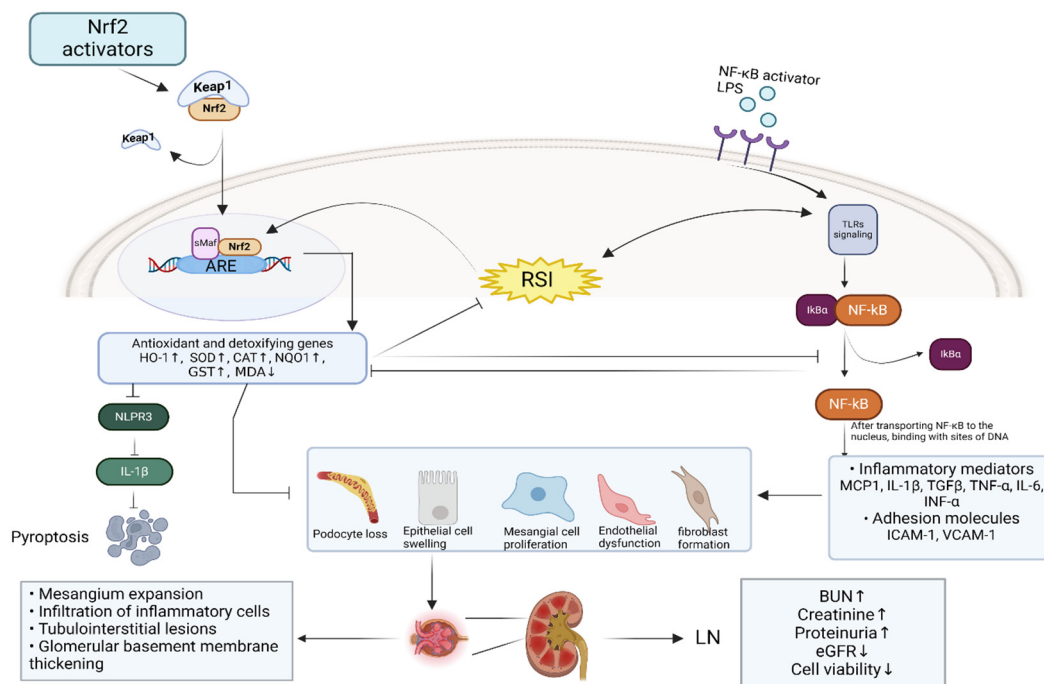 Nrf2
activators
Keap1
Nrf2
Keap1
NF-κB activator
LPS
sMaf
Nrf2
ARE
RSI
TLRs
signaling
IkBα
NF-kB
IkBα
NF-kB
After transporting NF-κB to the
nucleus, binding with sites of DNA
Antioxidant and detoxifying genes
HO-1↑, SOD↑, CAT↑, NQO1↑,
GST↑, MDA↓
NLPR3
IL-1β
Pyroptosis
Podocyte loss
Epithelial cell
swelling
Mesangial cell
proliferation
Endothelial
dysfunction
fibroblast
formation
• Inflammatory mediators
MCP1, IL-1β, TGFβ, TNF-α, IL-6,
INF-α
• Adhesion molecules
ICAM-1, VCAM-1
• Mesangium expansion
• Infiltration of inflammatory cells
• Tubulointerstitial lesions
• Glomerular basement membrane
thickening
LN
BUN↑
Creatinine↑
Proteinuria↑
eGFR↓
Cell viability↓